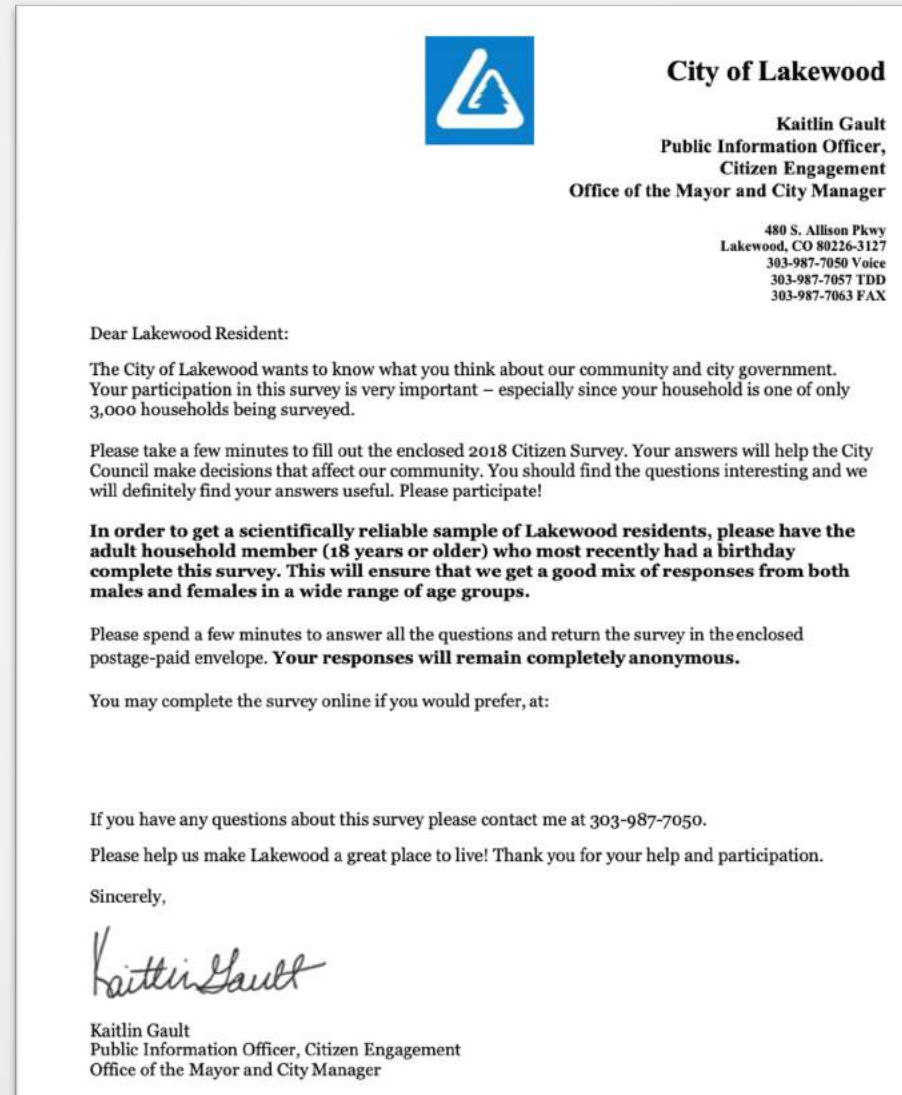 City of Lakewood
Kaitlin Gault
Public Information Officer,
Citizen Engagement
Office of the Mayor and City Manager
480 S. Allison Pkwy
Lakewood, CO 80226-3127
303-987-7050 Voice
303-987-7057 TDD
303-987-7063 FAX
Dear Lakewood Resident:
The City of Lakewood wants to know what you think about our community and city government.
Your participation in this survey is very important – especially since your household is one of only
3,000 households being surveyed.
Please take a few minutes to fill out the enclosed 2018 Citizen Survey. Your answers will help the City
Council make decisions that affect our community. You should find the questions interesting and we
will definitely find your answers useful. Please participate!
In order to get a scientifically reliable sample of Lakewood residents, please have the
adult household member (18 years or older) who most recently had a birthday
complete this survey. This will ensure that we get a good mix of responses from both
males and females in a wide range of age groups.
Please spend a few minutes to answer all the questions and return the survey in the enclosed
postage-paid envelope. Your responses will remain completely anonymous.
You may complete the survey online if you would prefer, at:
If you have any questions about this survey please contact me at 303-987-7050.
Please help us make Lakewood a great place to live! Thank you for your help and participation.
Sincerely,
Kaitlin Gault
Kaitlin Gault
Public Information Officer, Citizen Engagement
Office of the Mayor and City Manager